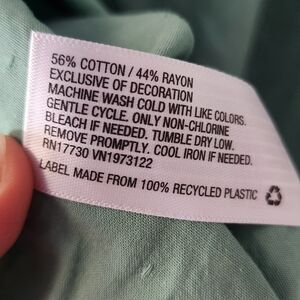 56% COTTON / 44% RAYON
EXCLUSIVE OF DECORATION
MACHINE WASH COLD WITH LIKE COLORS.
GENTLE CYCLE. ONLY NON-CHLORINE
BLEACH IF NEEDED. TUMBLE DRY LOW.
REMOVE PROMPTLY. COOL IRON IF NEEDED.
RN17730 VN1973122
LABEL MADE FROM 100% RECYCLED PLASTIC